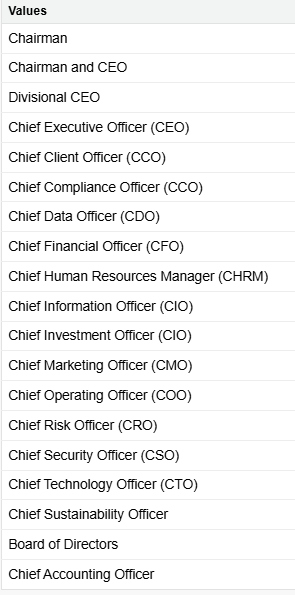 Values
Chairman
Chairman and CEO
Divisional CEO
Chief Executive Officer (CEO)
Chief Client Officer (CCO)
Chief Compliance Officer (CCO)
Chief Data Officer (CDO)
Chief Financial Officer (CFO)
Chief Human Resources Manager (CHRM)
Chief Information Officer (CIO)
Chief Investment Officer (CIO)
Chief Marketing Officer (CMO)
Chief Operating Officer (COO)
Chief Risk Officer (CRO)
Chief Security Officer (CSO)
Chief Technology Officer (CTO)
Chief Sustainability Officer
Board of Directors
Chief Accounting Officer